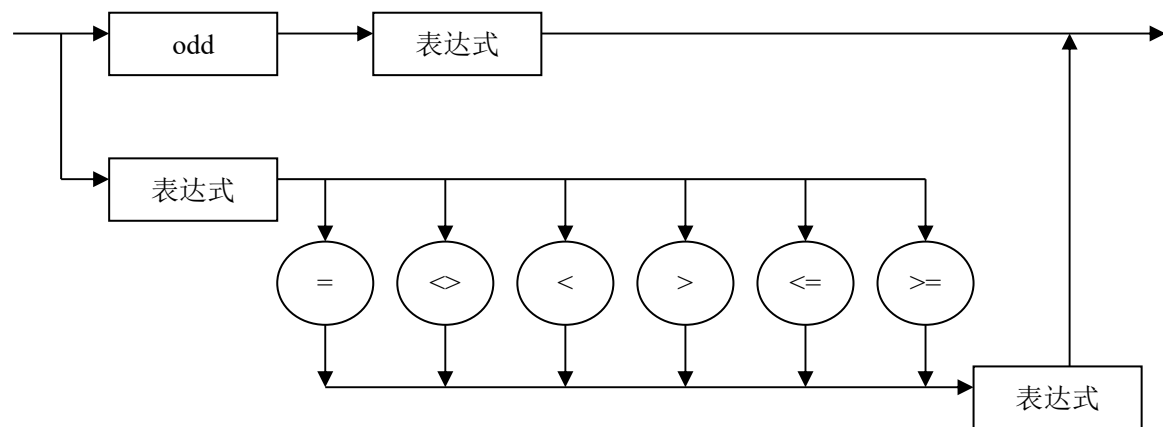 odd
表达式
表达式
=
<>
<
>
<=
>=
表达式